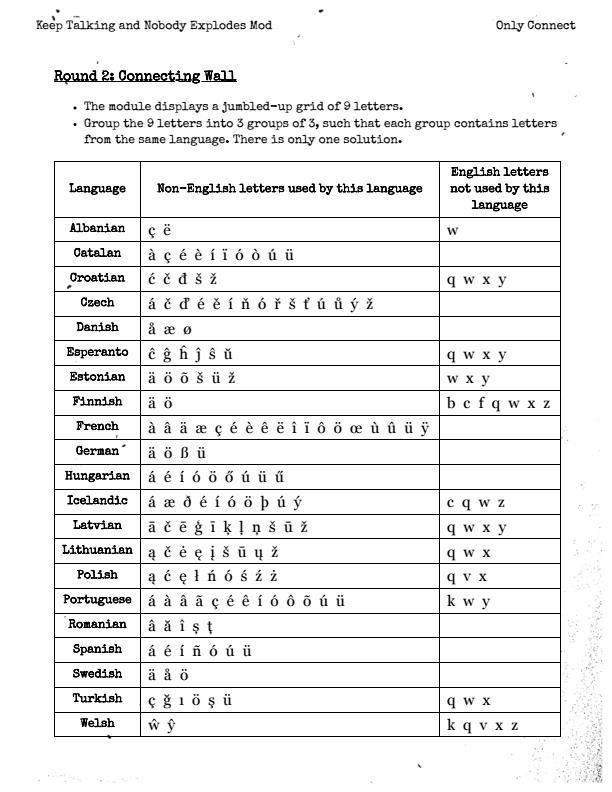 Keep Talking and Nobody Explodes Mod Only Connect
Round 2: Connecting Wall
• The module displays a jumbled-up grid of 9 letters.
• Group the 9 letters into 3 groups of 3, such that each group contains letters
from the same language. There is only one solution.
Language Non-English letters used by this language English letters not used by this language
Albanian ç ë w
Catalan à ç é è í ï ó ò ú ü
Croatian ć č đ š ž q w x y
Czech á č ď é ě í ň ó ř š ť ú ů ý ž
Danish å æ ø
Esperanto ĉ ĝ ĥ ĵ ŝ ŭ q w x y
Estonian ä ö õ š ü ž w x y
Finnish ä ö b c f q w x z
French à â ä æ ç é è ê ë î ï ô ö œ ù û ü ÿ
German ä ö ß ü
Hungarian á é í ó ö ő ú ü ű
Icelandic á æ ð é í ó ö þ ú ý c q w z
Latvian ā č ē ģ ī ķ ļ ņ š ū ž q w x y
Lithuanian ą č ė ę į š ū ų ž q w x
Polish ą ć ę ł ń ó ś ź ż q v x
Portuguese á à â ã ç é ê í ó ô õ ú ü k w y
Romanian â ă î ș ț
Spanish á é í ñ ó ú ü
Swedish ä å ö
Turkish ç ğ ı ö ş ü q w x
Welsh ŵ ŷ k q v x z